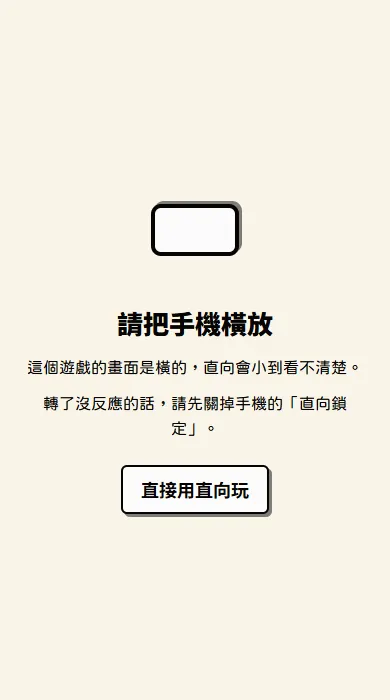 請把手機橫放
這個遊戲的畫面是橫的，直向會小到看不清楚。
轉了沒反應的話，請先關掉手機的「直向鎖
定」。
直接用直向玩